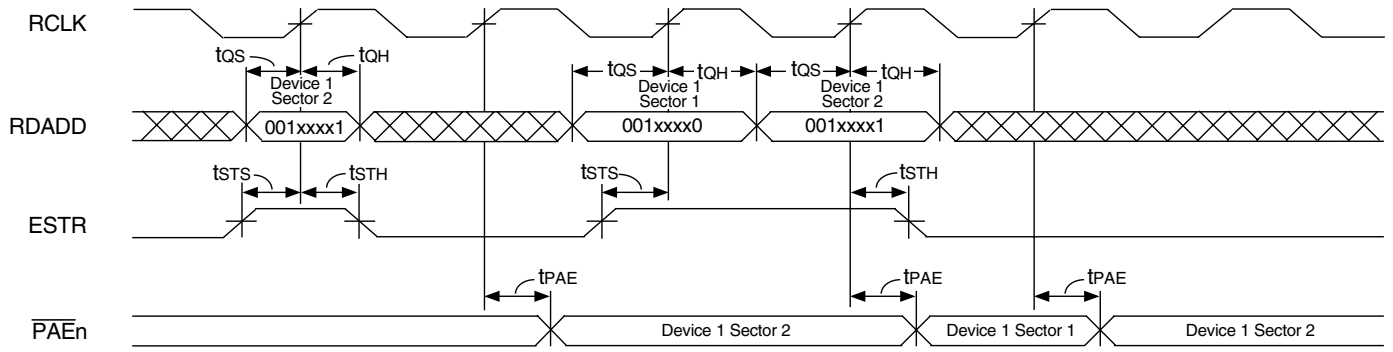 RCLK
tQS
tQH
tQS
tQH
tQS
tQH
Device 1
Sector 2
Device 1
Sector 1
Device 1
Sector 2
RDADD
001xxxx1
001xxxx0
001xxxx1
tSTS
tSTH
tSTS
tSTH
ESTR
tPAE
tPAE
tPAE
PAEn
Device 1 Sector 2
Device 1 Sector 1
Device 1 Sector 2